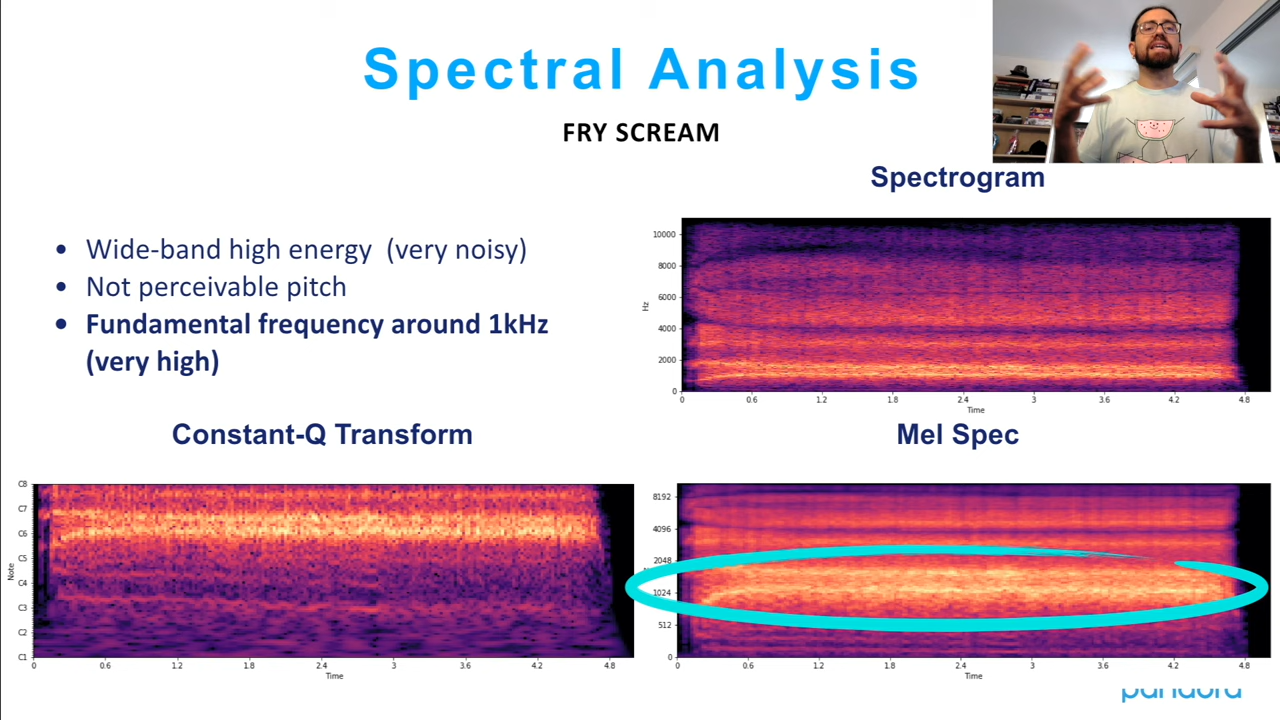 Spectral Analysis
FRY SCREAM
Spectrogram
• Wide-band high energy (very noisy)
• Not perceivable pitch
• Fundamental frequency around 1kHz
(very high)
10000
8000
6000
4000
2000
0
Hz
0 0.6 1.2 1.8 2.4 3 3.6 4.2 4.8
Time
Constant-Q Transform
C8
C7
C6
C5
C4
C3
C2
C1
Note
0 0.6 1.2 1.8 2.4 3 3.6 4.2 4.8
Time
Mel Spec
8192
4096
2048
1024
512
0
0 0.6 1.2 1.8 2.4 3 3.6 4.2 4.8
Time
pandora